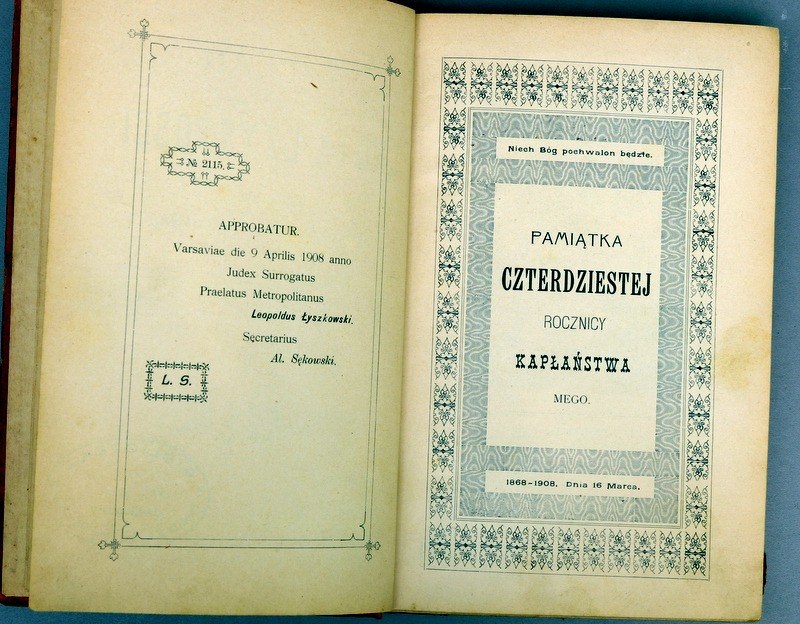 № 2115.
APPROBATUR.
Varsaviae die 9 Aprilis 1908 anno
Judex Surrogatus
Praelatus Metropolitanus
Leopoldus Łyszkowski.
Sęcretarius
Al. Sękowski.
L. S.
Niech Bóg pochwalon będzie.
PAMIĄTKA
CZTERDZIESTEJ
ROCZNICY
KAPŁAŃSTWA
MEGO.
1868-1908. Dnia 16 Marca.